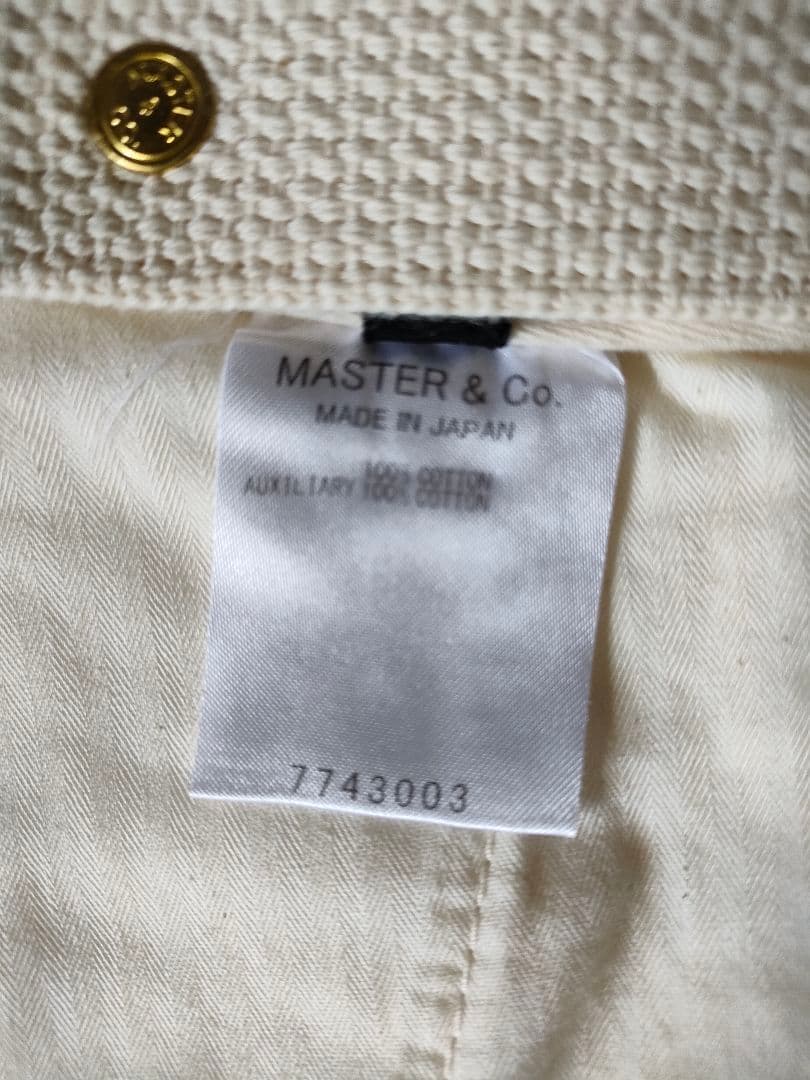 MASTER & Co.
MADE IN JAPAN
100% COTTON
AUXILIARY 100% COTTON
7743003